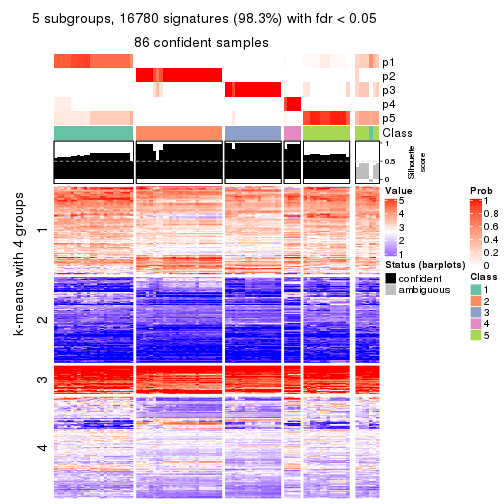 5 subgroups, 16780 signatures (98.3%) with fdr < 0.05
86 confident samples
p1
p2
p3
p4
p5
Class
1
0.5
0
Silhouette
score
k-means with 4 groups
1
2
3
4
Value
5
4
3
2
1
Status (barplots)
confident
ambiguous
Prob
1
0.8
0.6
0.4
0.2
0
Class
1
2
3
4
5